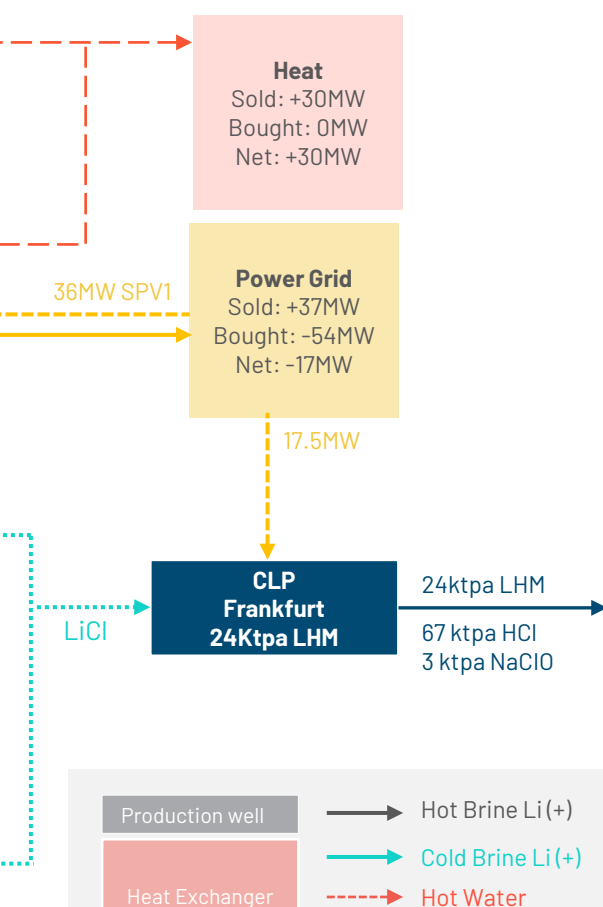 Heat
Sold: +30MW
Bought: 0MW
Net: +30MW
36MW SPV1
Power Grid
Sold: +37MW
Bought: -54MW
Net: -17MW
17.5MW
LiCl
CLP
Frankfurt
24Ktpa LHM
24ktpa LHM
67 ktpa HCl
3 ktpa NaClO
Production well
Hot Brine Li (+)
Cold Brine Li (+)
Heat Exchanger
Hot Water